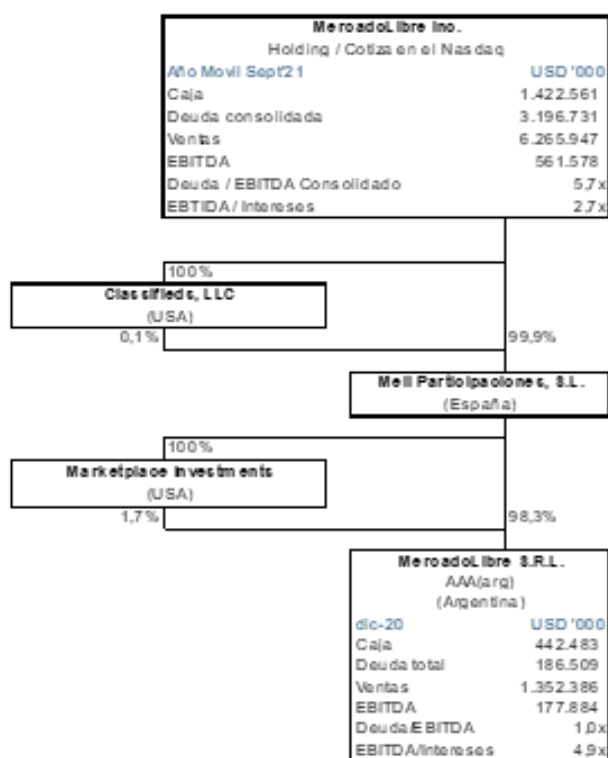 MercadoLibre Inc.
Holding / Cotiza en el Nasdaq
Año Movil Sept'21 USD '000
Caja 1.422.561
Deuda consolidada 3.196.731
Ventas 6.265.947
EBITDA 561.578
Deuda / EBITDA Consolidado 5,7x
EBTIDA / Intereses 2,7x
100%
Classifieds, LLC
(USA)
0,1% 99,9%
Meli Participaciones, S.L.
(España)
100%
Marketplace Investments
(USA)
1,7% 98,3%
MercadoLibre S.R.L.
AAA(arg)
(Argentina)
dic-20 USD '000
Caja 442.483
Deuda total 186.509
Ventas 1.352.386
EBITDA 177.884
Deuda/EBITDA 1,0x
EBITDA/Intereses 4,9x